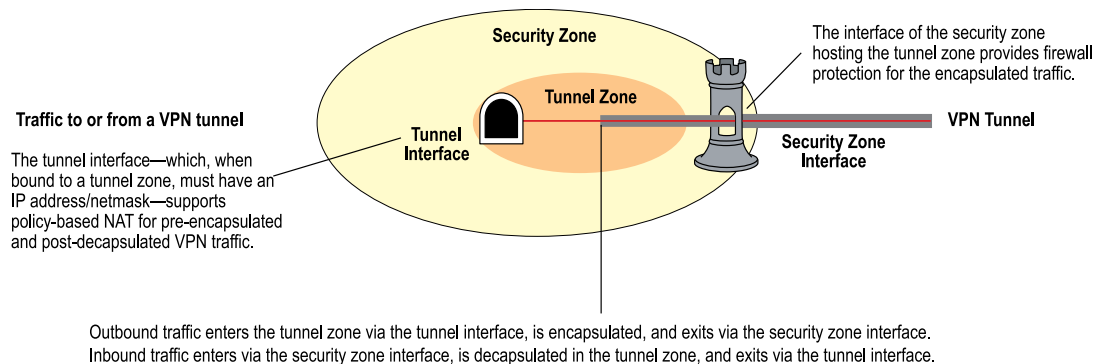 Security Zone
The interface of the security zone
hosting the tunnel zone provides firewall
protection for the encapsulated traffic.
Tunnel Zone
Traffic to or from a VPN tunnel
Tunnel
Interface
VPN Tunnel
Security Zone
Interface
The tunnel interface—which, when
bound to a tunnel zone, must have an
IP address/netmask—supports
policy-based NAT for pre-encapsulated
and post-decapsulated VPN traffic.
Outbound traffic enters the tunnel zone via the tunnel interface, is encapsulated, and exits via the security zone interface.
Inbound traffic enters via the security zone interface, is decapsulated in the tunnel zone, and exits via the tunnel interface.